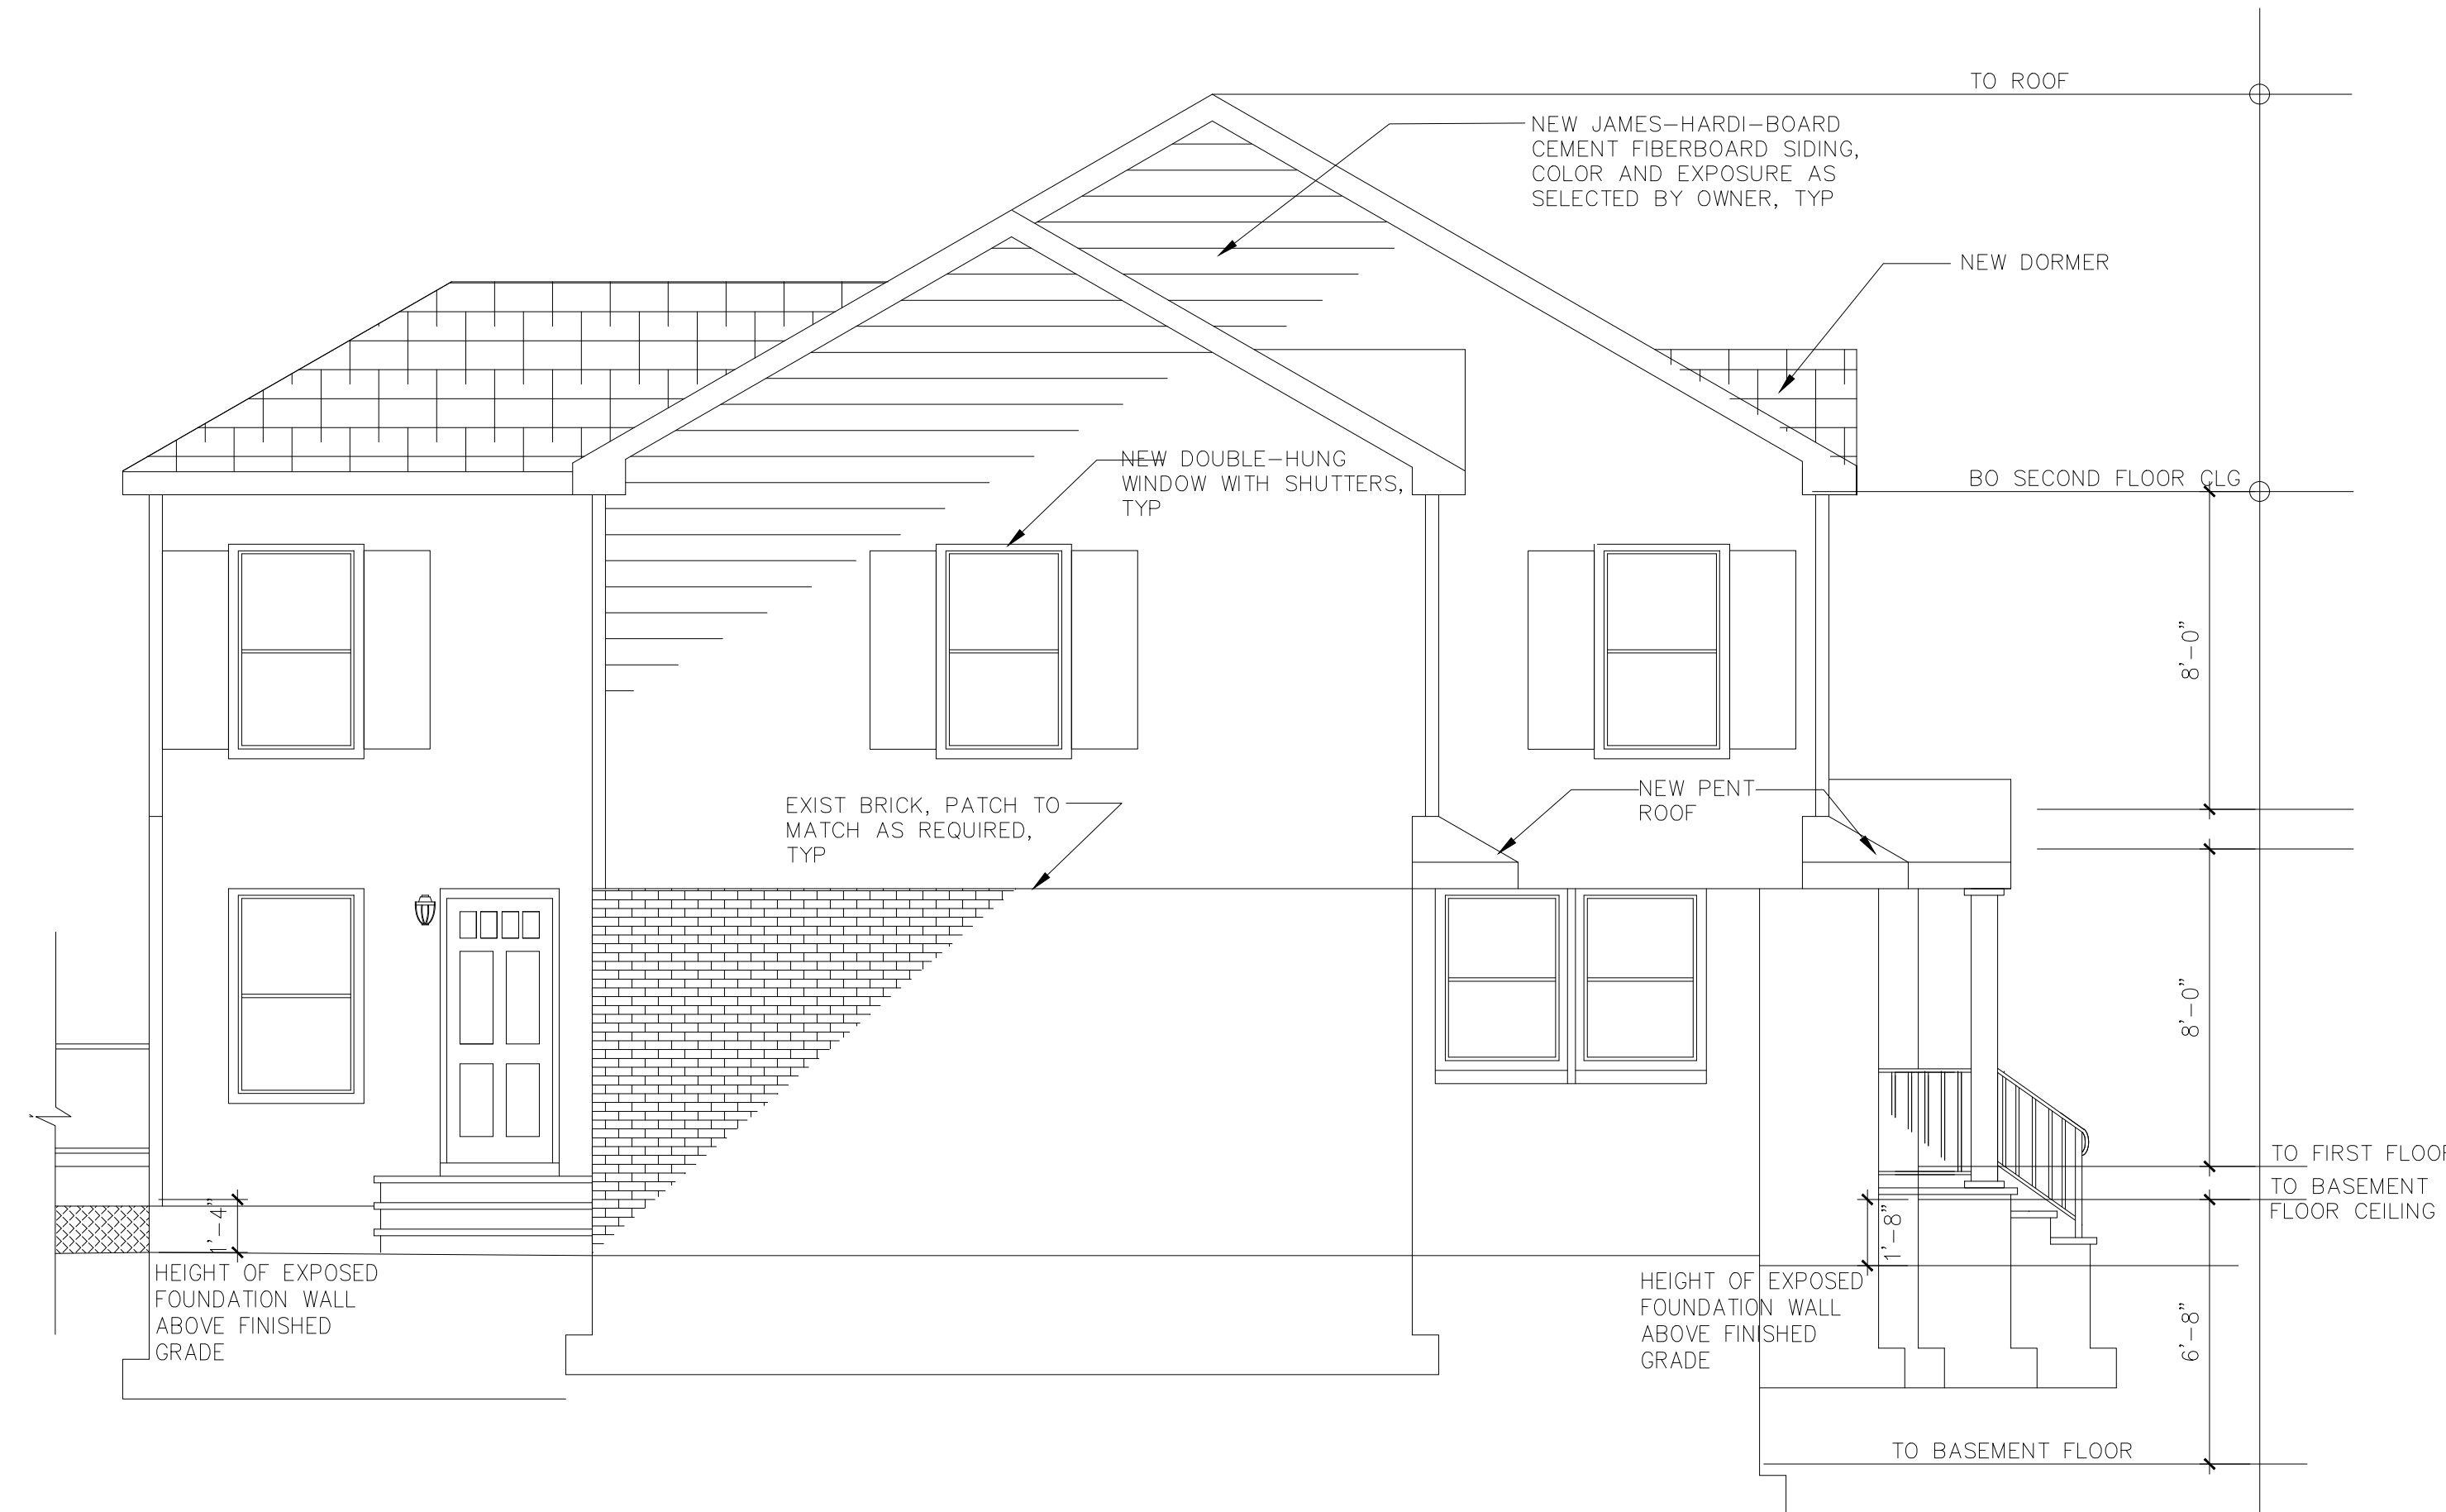 TO ROOF
NEW JAMES-HARDI-BOARD
CEMENT FIBERBOARD SIDING,
COLOR AND EXPOSURE AS
SELECTED BY OWNER, TYP
NEW DORMER
NEW DOUBLE-HUNG
WINDOW WITH SHUTTERS,
TYP
BO SECOND FLOOR CLG
8'-0"
EXIST BRICK, PATCH TO
MATCH AS REQUIRED,
TYP
NEW PENT
ROOF
8'-0"
TO FIRST FLOOR
TO BASEMENT
FLOOR CEILING
1'-4"
1'-8"
HEIGHT OF EXPOSED
FOUNDATION WALL
ABOVE FINISHED
GRADE
HEIGHT OF EXPOSED
FOUNDATION WALL
ABOVE FINISHED
GRADE
6'-8"
TO BASEMENT FLOOR